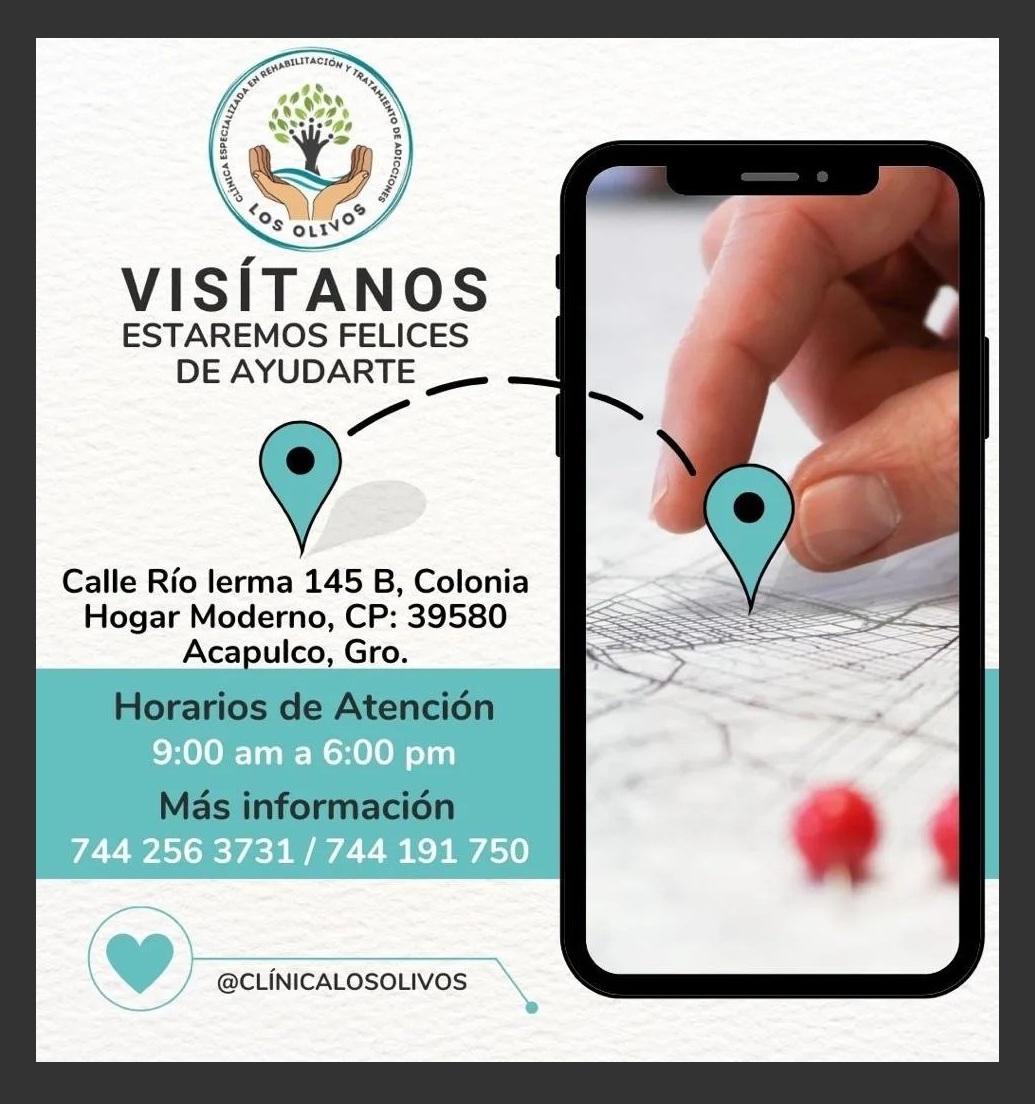 CLÍNICA ESPECIALIZADA EN REHABILITACIÓN Y TRATAMIENTO DE ADICCIONES
LOS OLIVOS
VISÍTANOS
ESTAREMOS FELICES
DE AYUDARTE
Calle Río lerma 145 B, Colonia
Hogar Moderno, CP: 39580
Acapulco, Gro.
Horarios de Atención
9:00 am a 6:00 pm
Más información
744 256 3731 / 744 191 750
@CLÍNICALOSOLIVOS